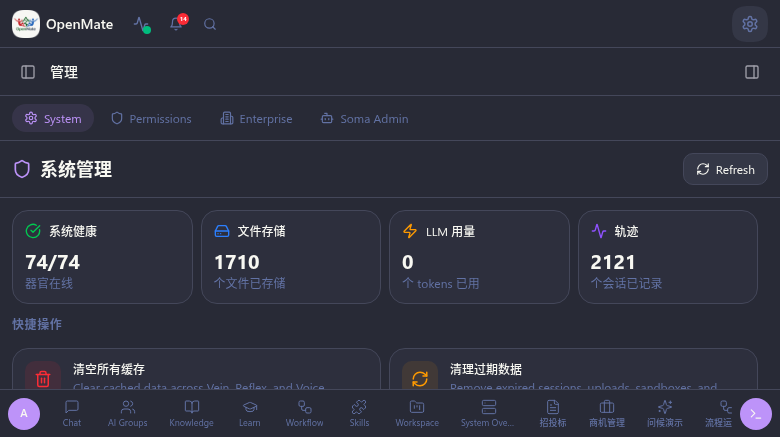 OpenMate
14
管理
System
Permissions
Enterprise
Soma Admin
系统管理
Refresh
系统健康
74/74
器官在线
文件存储
1710
个文件已存储
LLM 用量
0
个 tokens 已用
轨迹
2121
个会话已记录
快捷操作
清空所有缓存
Clear cached data across Vein, Reflex, and Voice
清理过期数据
Remove expired sessions, uploads, sandboxes, and
A
Chat
AI Groups
Knowledge
Learn
Workflow
Skills
Workspace
System Ove...
招投标
商机管理
问候演示
流程运